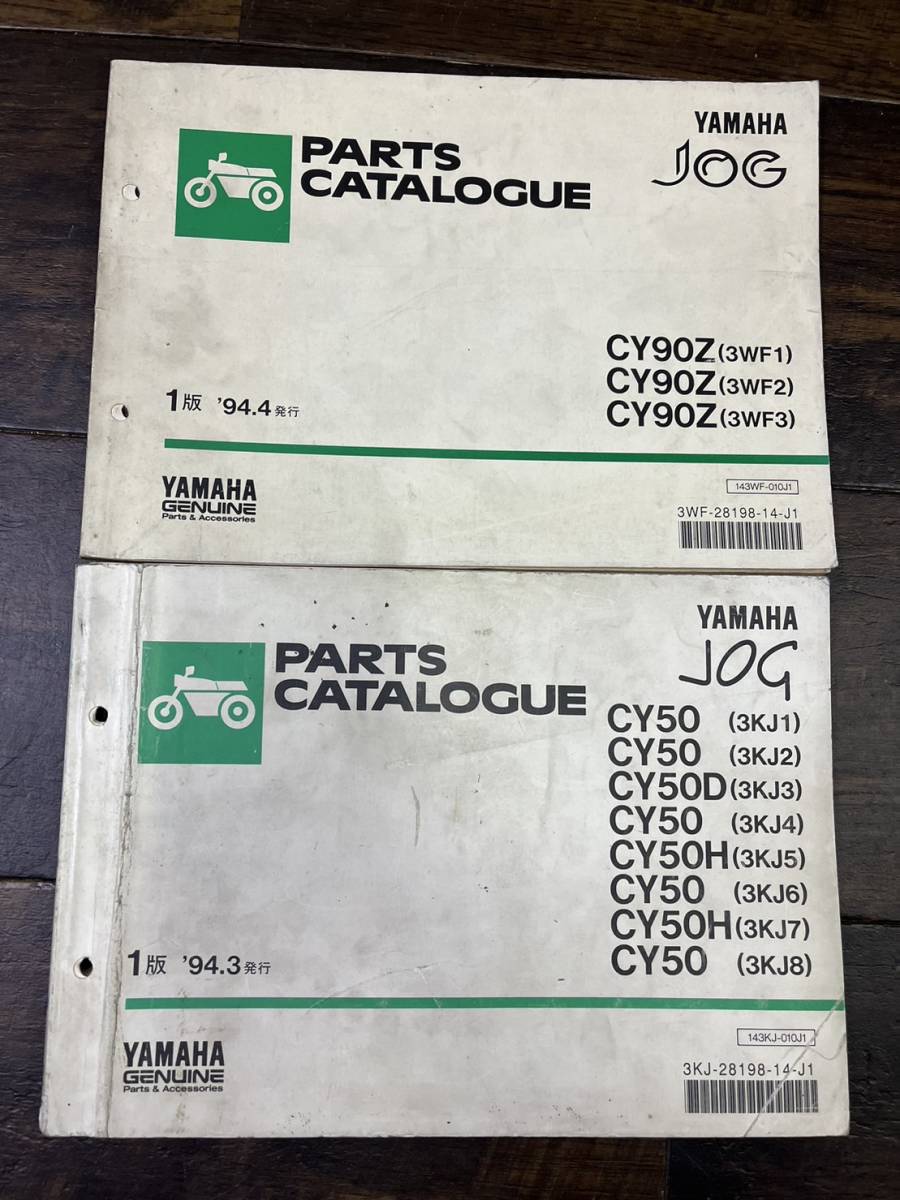 YAMAHA
JOG
PARTS
CATALOGUE
CY90Z (3WF1)
CY90Z (3WF2)
CY90Z (3WF3)
1版 '94.4発行
YAMAHA
GENUINE
Parts & Accessories
143WF-010J1
3WF-28198-14-J1
YAMAHA
JOG
PARTS
CATALOGUE
CY50 (3KJ1)
CY50 (3KJ2)
CY50D (3KJ3)
CY50 (3KJ4)
CY50H (3KJ5)
CY50 (3KJ6)
CY50H (3KJ7)
CY50 (3KJ8)
1版 '94.3発行
YAMAHA
GENUINE
Parts & Accessories
143KJ-010J1
3KJ-28198-14-J1